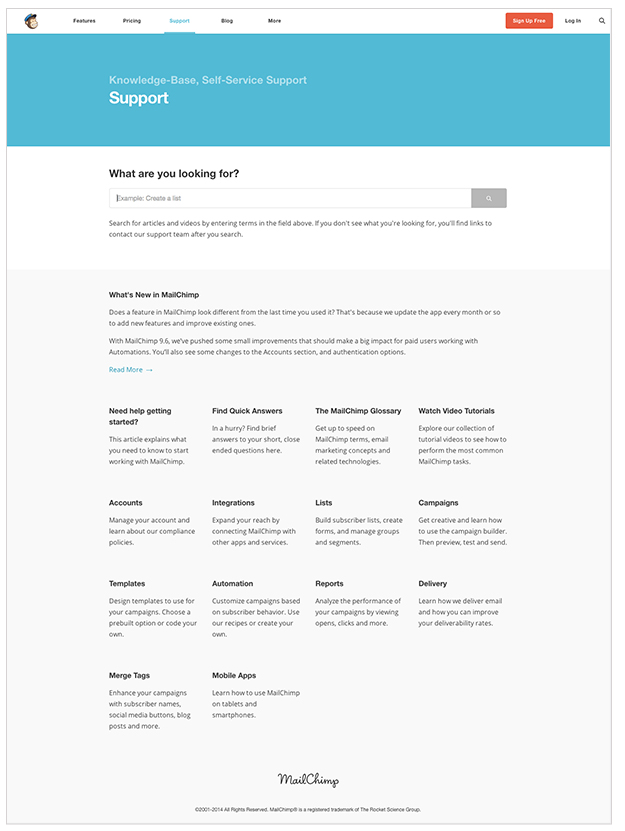 Features Pricing Support Blog More Sign Up Free Log In
Knowledge-Base, Self-Service Support
Support
What are you looking for?
Example: Create a list
Search for articles and videos by entering terms in the field above. If you don't see what you're looking for, you'll find links to
contact our support team after you search.
What's New in MailChimp
Does a feature in MailChimp look different from the last time you used it? That's because we update the app every month or so
to add new features and improve existing ones.
With MailChimp 9.6, we've pushed some small improvements that should make a big impact for paid users working with
Automations. You'll also see some changes to the Accounts section, and authentication options.
Read More →
Need help getting
started?
This article explains what
you need to know to start
working with MailChimp.
Find Quick Answers
In a hurry? Find brief
answers to your short, close
ended questions here.
The MailChimp Glossary
Get up to speed on
MailChimp terms, email
marketing concepts and
related technologies.
Watch Video Tutorials
Explore our collection of
tutorial videos to see how to
perform the most common
MailChimp tasks.
Accounts
Manage your account and
learn about our compliance
policies.
Integrations
Expand your reach by
connecting MailChimp with
other apps and services.
Lists
Build subscriber lists, create
forms, and manage groups
and segments.
Campaigns
Get creative and learn how
to use the campaign builder.
Then preview, test and send.
Templates
Design templates to use for
your campaigns. Choose a
prebuilt option or code your
own.
Automation
Customize campaigns based
on subscriber behavior. Use
our recipes or create your
own.
Reports
Analyze the performance of
your campaigns by viewing
opens, clicks and more.
Delivery
Learn how we deliver email
and how you can improve
your deliverability rates.
Merge Tags
Enhance your campaigns
with subscriber names,
social media buttons, blog
posts and more.
Mobile Apps
Learn how to use MailChimp
on tablets and
smartphones.
MailChimp
©2001-2014 All Rights Reserved. MailChimp® is a registered trademark of The Rocket Science Group.